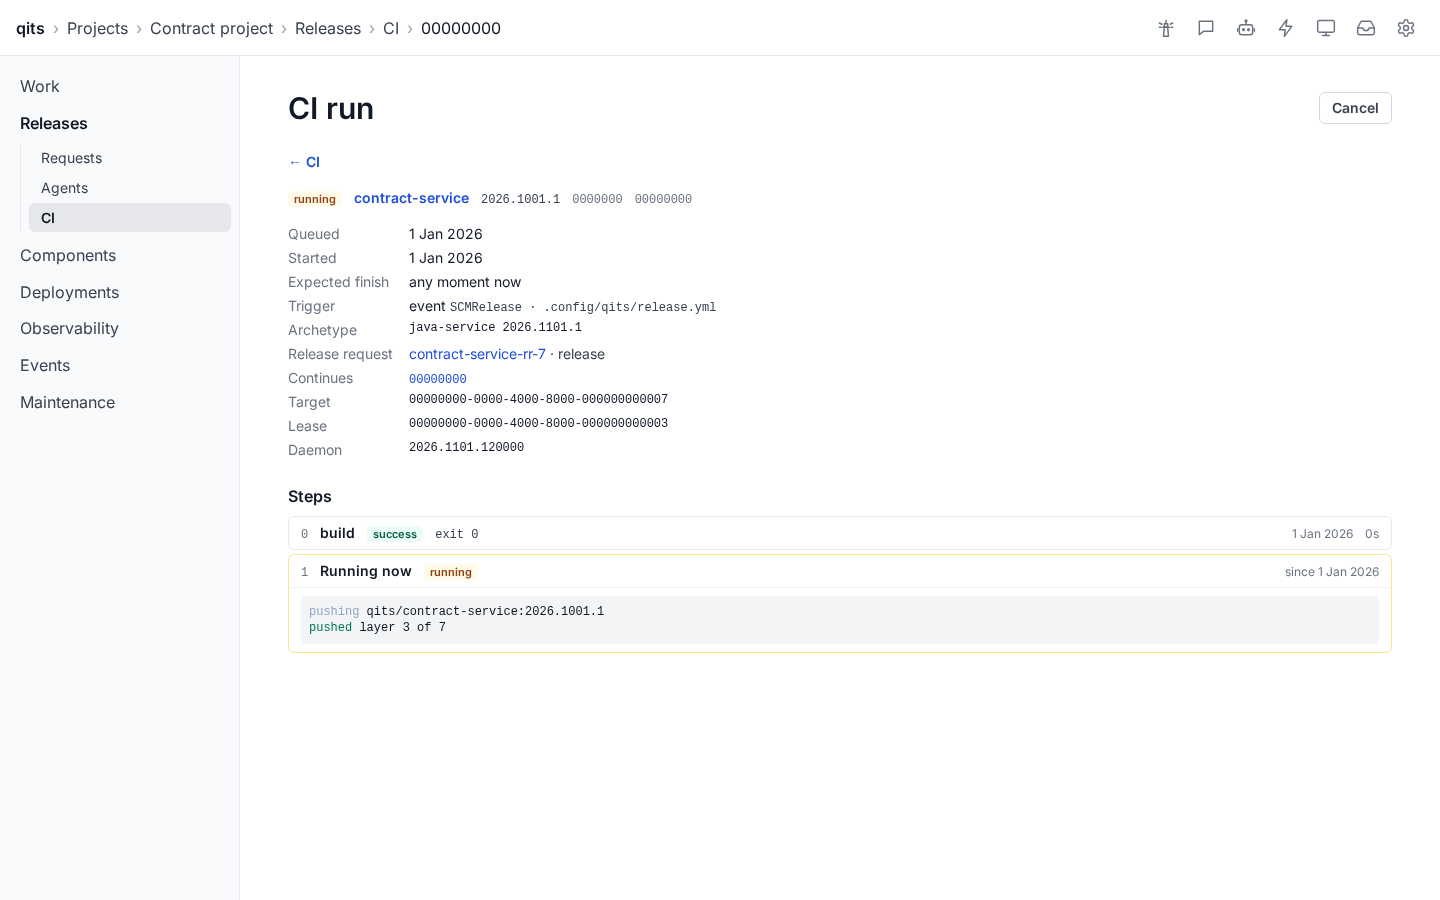 qits › Projects › Contract project › Releases › CI › 00000000
Work
Releases
Requests
Agents
CI
Components
Deployments
Observability
Events
Maintenance
CI run
Cancel
← CI
running contract-service 2026.1001.1 0000000 00000000
Queued 1 Jan 2026
Started 1 Jan 2026
Expected finish any moment now
Trigger event SCMRelease · .config/qits/release.yml
Archetype java-service 2026.1101.1
Release request contract-service-rr-7 · release
Continues 00000000
Target 00000000-0000-4000-8000-000000000007
Lease 00000000-0000-4000-8000-000000000003
Daemon 2026.1101.120000
Steps
0 build success exit 0 1 Jan 2026 0s
1 Running now running since 1 Jan 2026
pushing qits/contract-service:2026.1001.1
pushed layer 3 of 7